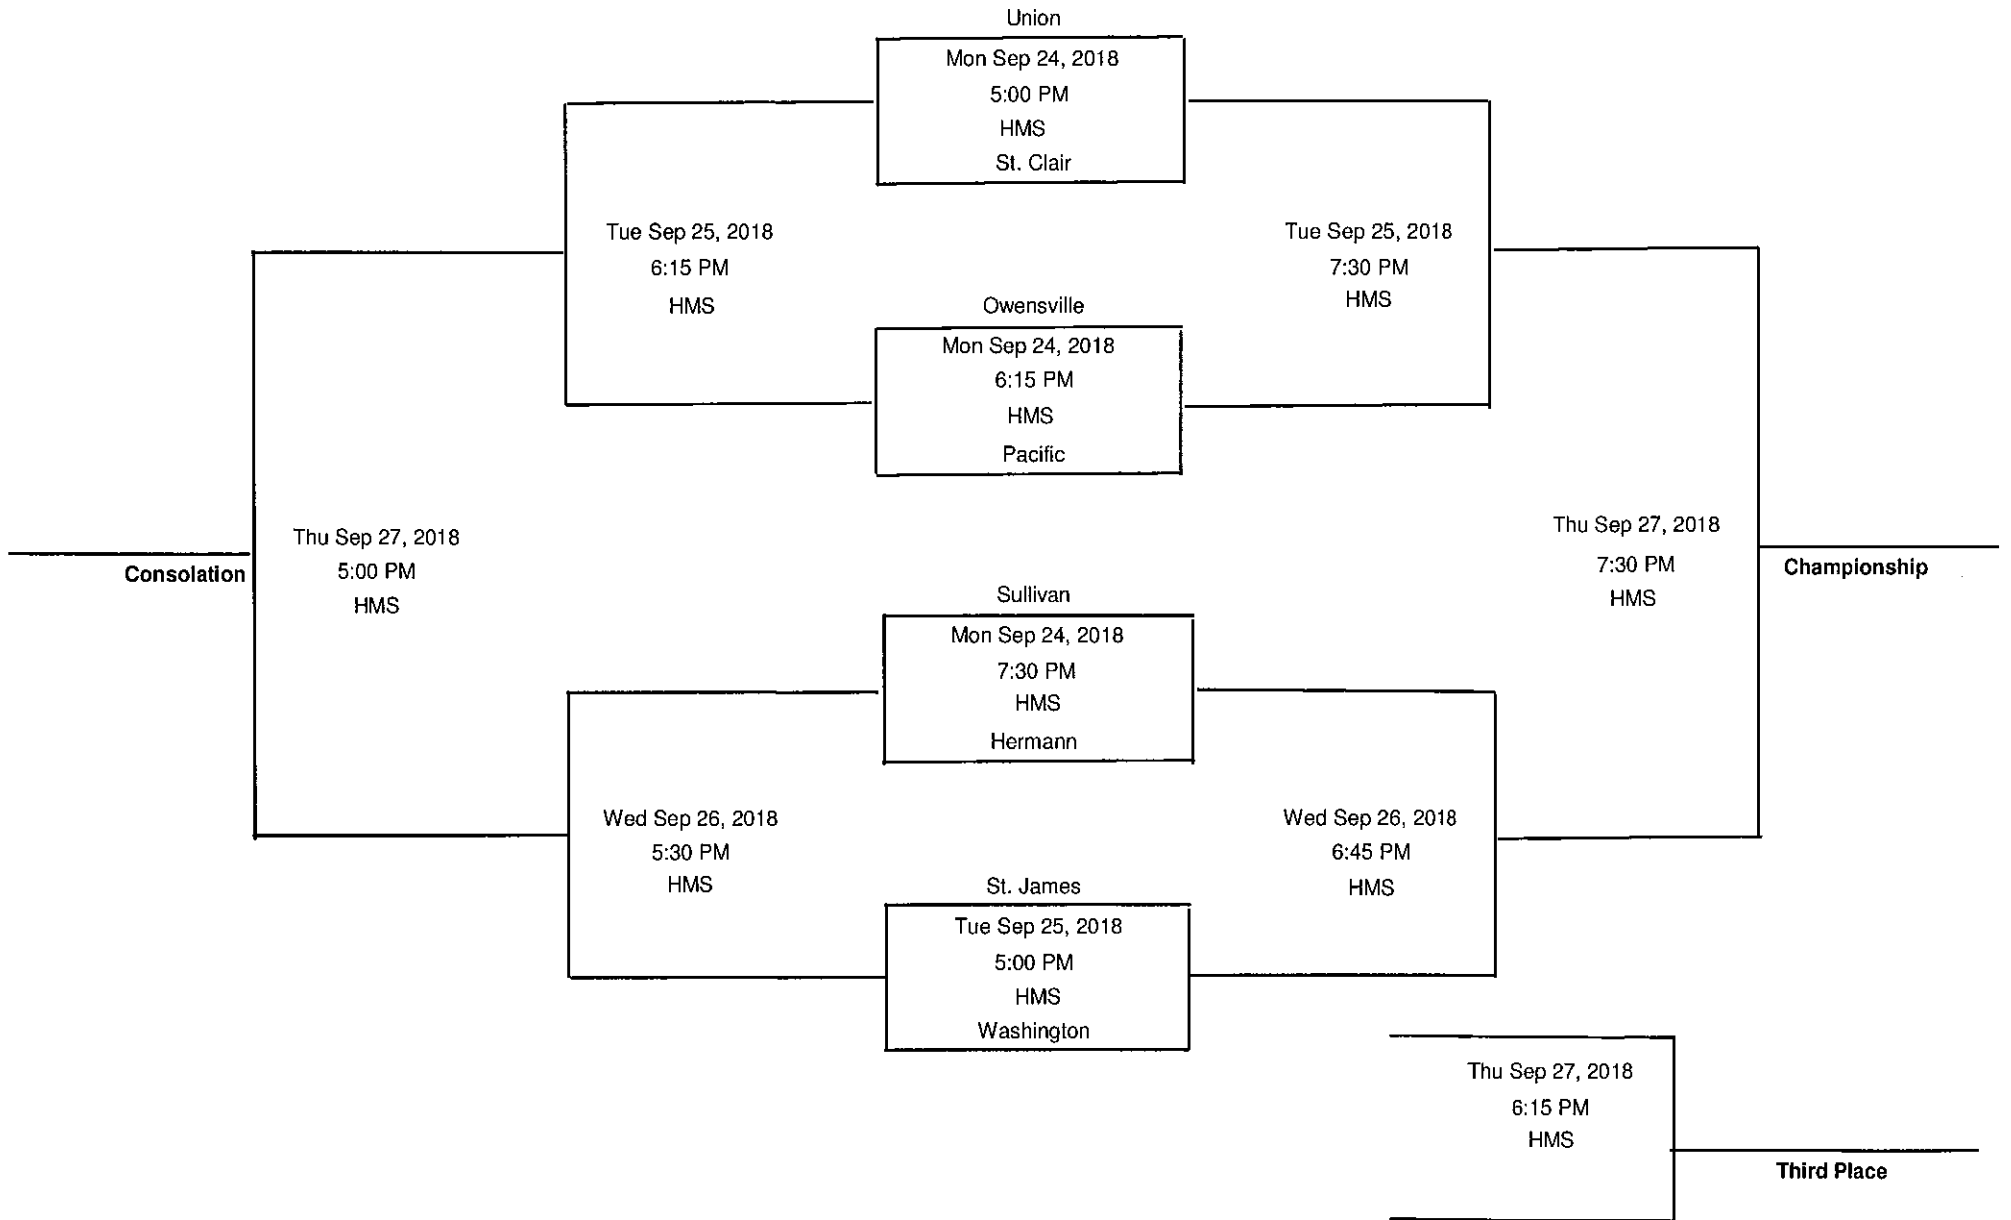 Union
Mon Sep 24, 2018
5:00 PM
HMS
St. Clair
Tue Sep 25, 2018
6:15 PM
HMS
Tue Sep 25, 2018
7:30 PM
HMS
Owensville
Mon Sep 24, 2018
6:15 PM
HMS
Pacific
Thu Sep 27, 2018
5:00 PM
HMS
Consolation
Thu Sep 27, 2018
7:30 PM
HMS
Championship
Sullivan
Mon Sep 24, 2018
7:30 PM
HMS
Hermann
Wed Sep 26, 2018
5:30 PM
HMS
Wed Sep 26, 2018
6:45 PM
HMS
St. James
Tue Sep 25, 2018
5:00 PM
HMS
Washington
Thu Sep 27, 2018
6:15 PM
HMS
Third Place